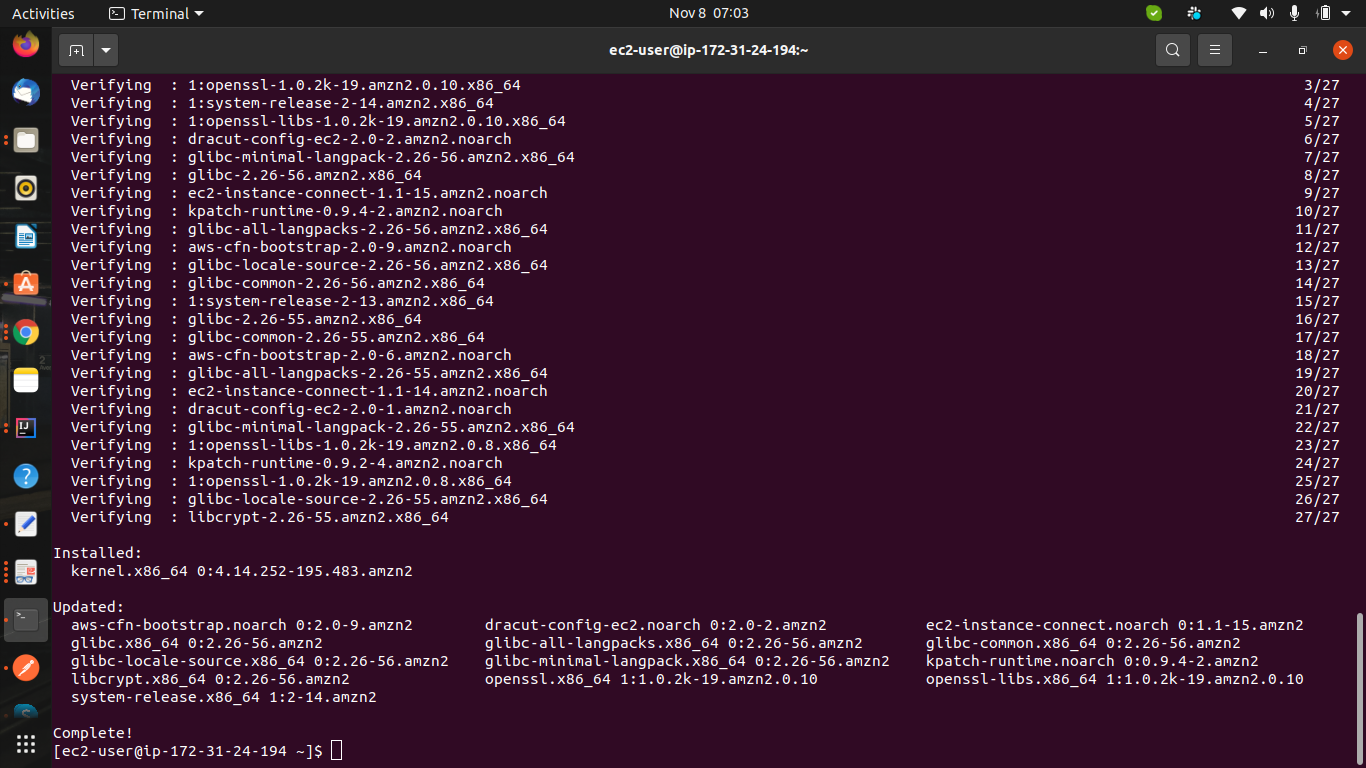 Activities Terminal Nov 8 07:03
ec2-user@ip-172-31-24-194:~
Verifying : 1:openssl-1.0.2k-19.amzn2.0.10.x86_64 3/27
Verifying : 1:system-release-2-14.amzn2.x86_64 4/27
Verifying : 1:openssl-libs-1.0.2k-19.amzn2.0.10.x86_64 5/27
Verifying : dracut-config-ec2-2.0-2.amzn2.noarch 6/27
Verifying : glibc-minimal-langpack-2.26-56.amzn2.x86_64 7/27
Verifying : glibc-2.26-56.amzn2.x86_64 8/27
Verifying : ec2-instance-connect-1.1-15.amzn2.noarch 9/27
Verifying : kpatch-runtime-0.9.4-2.amzn2.noarch 10/27
Verifying : glibc-all-langpacks-2.26-56.amzn2.x86_64 11/27
Verifying : aws-cfn-bootstrap-2.0-9.amzn2.noarch 12/27
Verifying : glibc-locale-source-2.26-56.amzn2.x86_64 13/27
Verifying : glibc-common-2.26-56.amzn2.x86_64 14/27
Verifying : 1:system-release-2-13.amzn2.x86_64 15/27
Verifying : glibc-2.26-55.amzn2.x86_64 16/27
Verifying : glibc-common-2.26-55.amzn2.x86_64 17/27
Verifying : aws-cfn-bootstrap-2.0-6.amzn2.noarch 18/27
Verifying : glibc-all-langpacks-2.26-55.amzn2.x86_64 19/27
Verifying : ec2-instance-connect-1.1-14.amzn2.noarch 20/27
Verifying : dracut-config-ec2-2.0-1.amzn2.noarch 21/27
Verifying : glibc-minimal-langpack-2.26-55.amzn2.x86_64 22/27
Verifying : 1:openssl-libs-1.0.2k-19.amzn2.0.8.x86_64 23/27
Verifying : kpatch-runtime-0.9.2-4.amzn2.noarch 24/27
Verifying : 1:openssl-1.0.2k-19.amzn2.0.8.x86_64 25/27
Verifying : glibc-locale-source-2.26-55.amzn2.x86_64 26/27
Verifying : libcrypt-2.26-55.amzn2.x86_64 27/27
Installed:
kernel.x86_64 0:4.14.252-195.483.amzn2
Updated:
aws-cfn-bootstrap.noarch 0:2.0-9.amzn2 dracut-config-ec2.noarch 0:2.0-2.amzn2 ec2-instance-connect.noarch 0:1.1-15.amzn2
glibc.x86_64 0:2.26-56.amzn2 glibc-all-langpacks.x86_64 0:2.26-56.amzn2 glibc-common.x86_64 0:2.26-56.amzn2
glibc-locale-source.x86_64 0:2.26-56.amzn2 glibc-minimal-langpack.x86_64 0:2.26-56.amzn2 kpatch-runtime.noarch 0:0.9.4-2.amzn2
libcrypt.x86_64 0:2.26-56.amzn2 openssl.x86_64 1:1.0.2k-19.amzn2.0.10 openssl-libs.x86_64 1:1.0.2k-19.amzn2.0.10
system-release.x86_64 1:2-14.amzn2
Complete!
[ec2-user@ip-172-31-24-194 ~]$